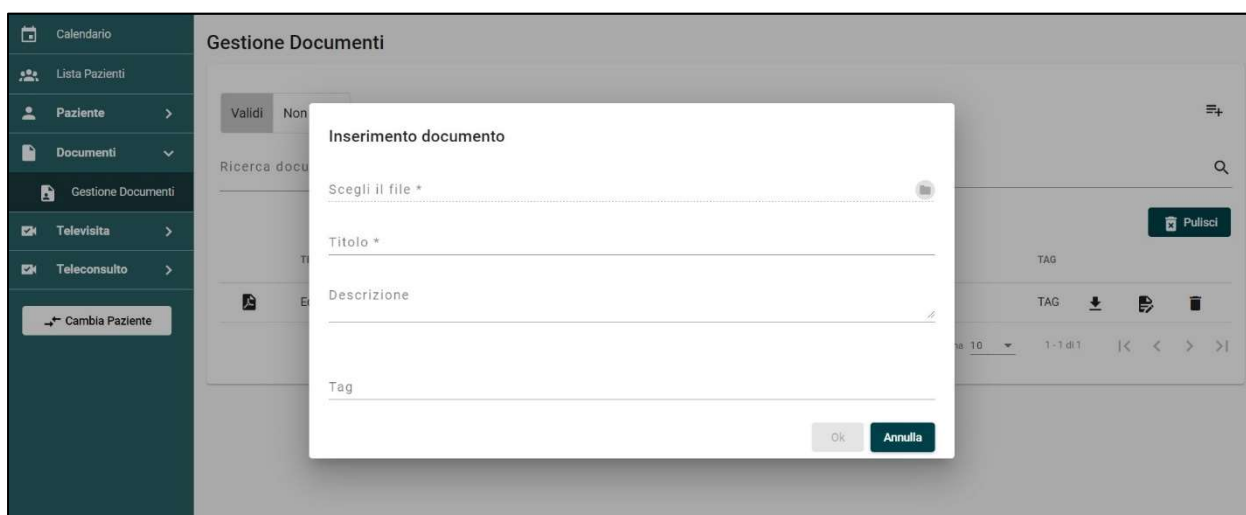 Calendario
Lista Pazienti
Paziente
Documenti
Gestione Documenti
Televisita
Teleconsulto
Cambia Paziente
Gestione Documenti
Validi Non
Ricerca docu
Pulisci
TAG
TAG
10 1 - 1 di 1
Inserimento documento
Scegli il file *
Titolo *
Descrizione
Tag
Ok Annulla